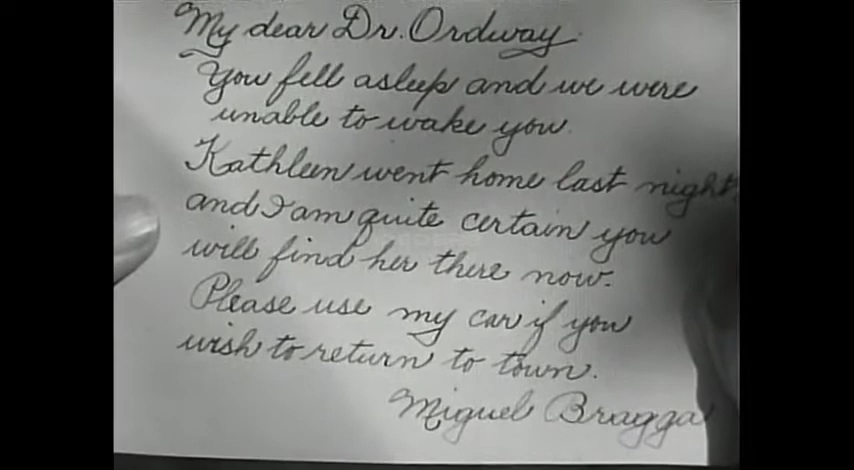 My dear Dr. Ordway.
You fell asleep and we were
unable to wake you.
Kathleen went home last night,
and I am quite certain you
will find her there now.
Please use my car if you
wish to return to town.
Miguel Bragga